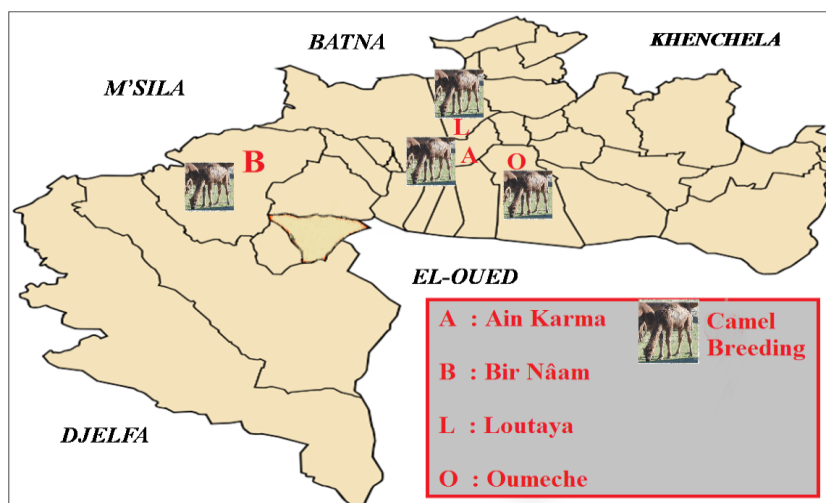 BATNA
KHENCHELA
M'SILA
L
B
A
O
EL-OUED
A : Ain Karma
Camel
Breeding
B : Bir Nâam
L : Loutaya
DJELFA
O : Oumeche